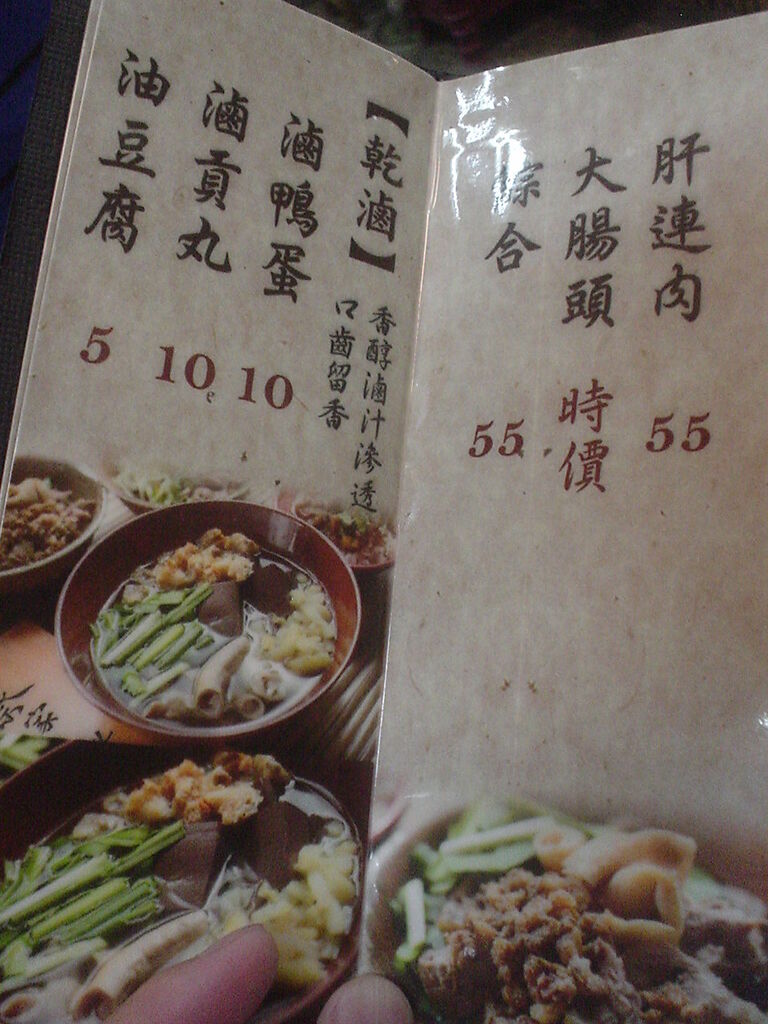 肝連肉
55
大腸頭
時價
綜合
55
【乾滷】
香醇滷汁滲透
口齒留香
滷鴨蛋
10
滷貢丸
10
油豆腐
5